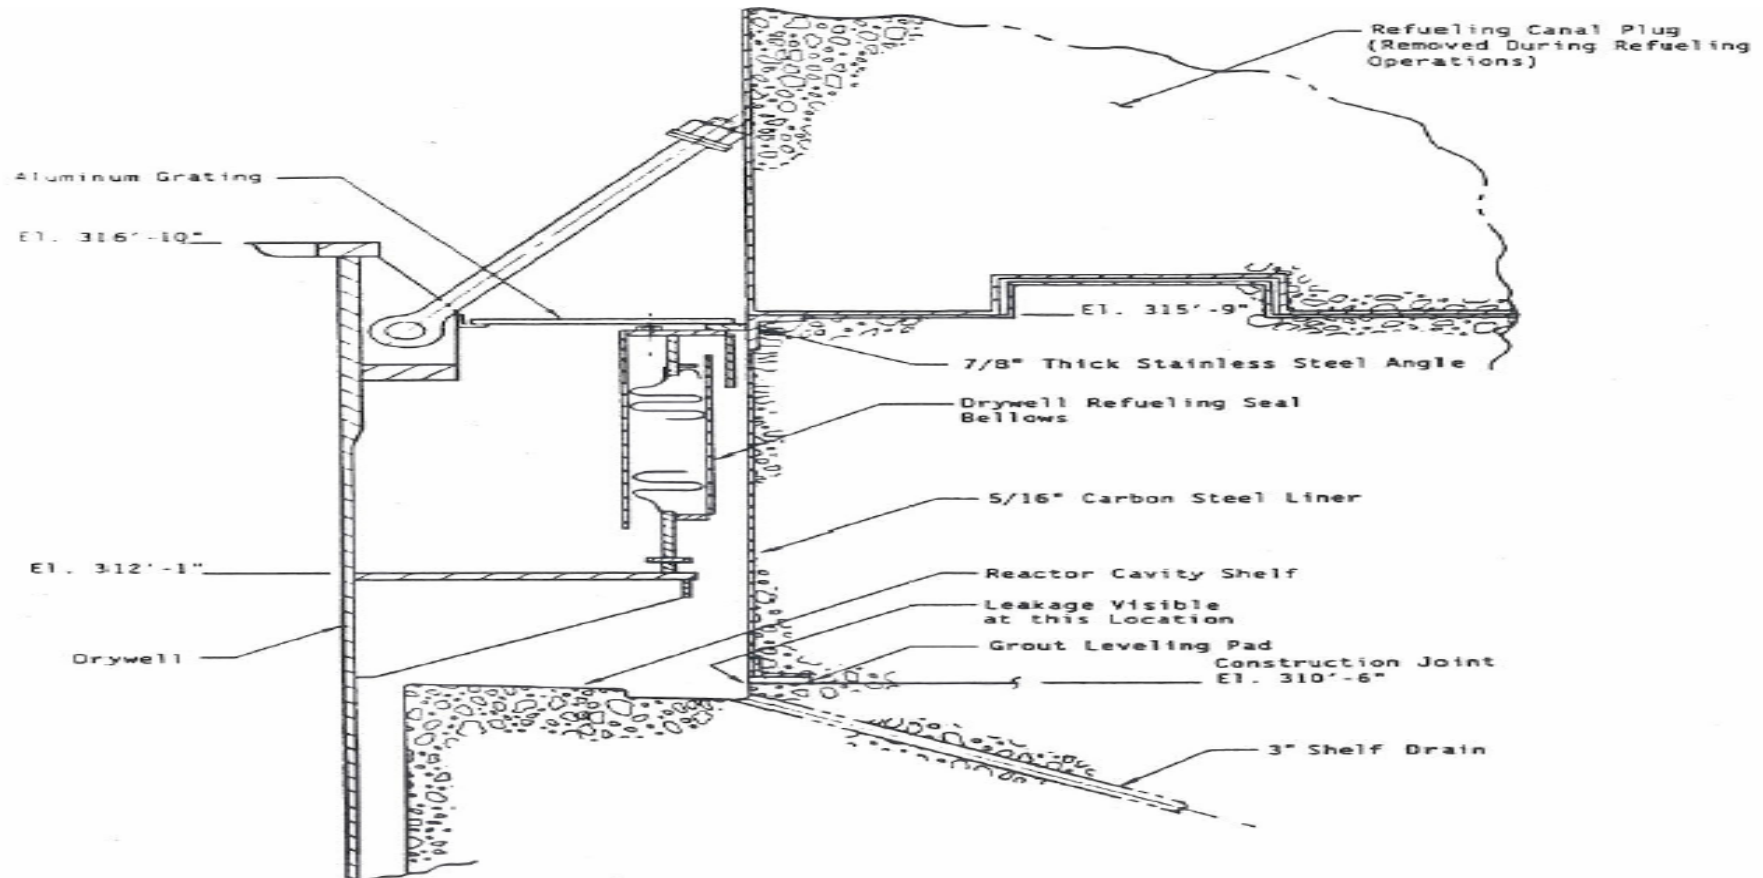 Refueling Canal Plug
(Removed During Refueling
Operations)
Aluminum Grating
El. 316'-10"
El. 315'-9"
7/8" Thick Stainless Steel Angle
Drywell Refueling Seal
Bellows
5/16" Carbon Steel Liner
El. 312'-1"
Reactor Cavity Shelf
Leakage Visible
at this Location
Grout Leveling Pad
Drywell
Construction Joint
El. 310'-6"
3" Shelf Drain